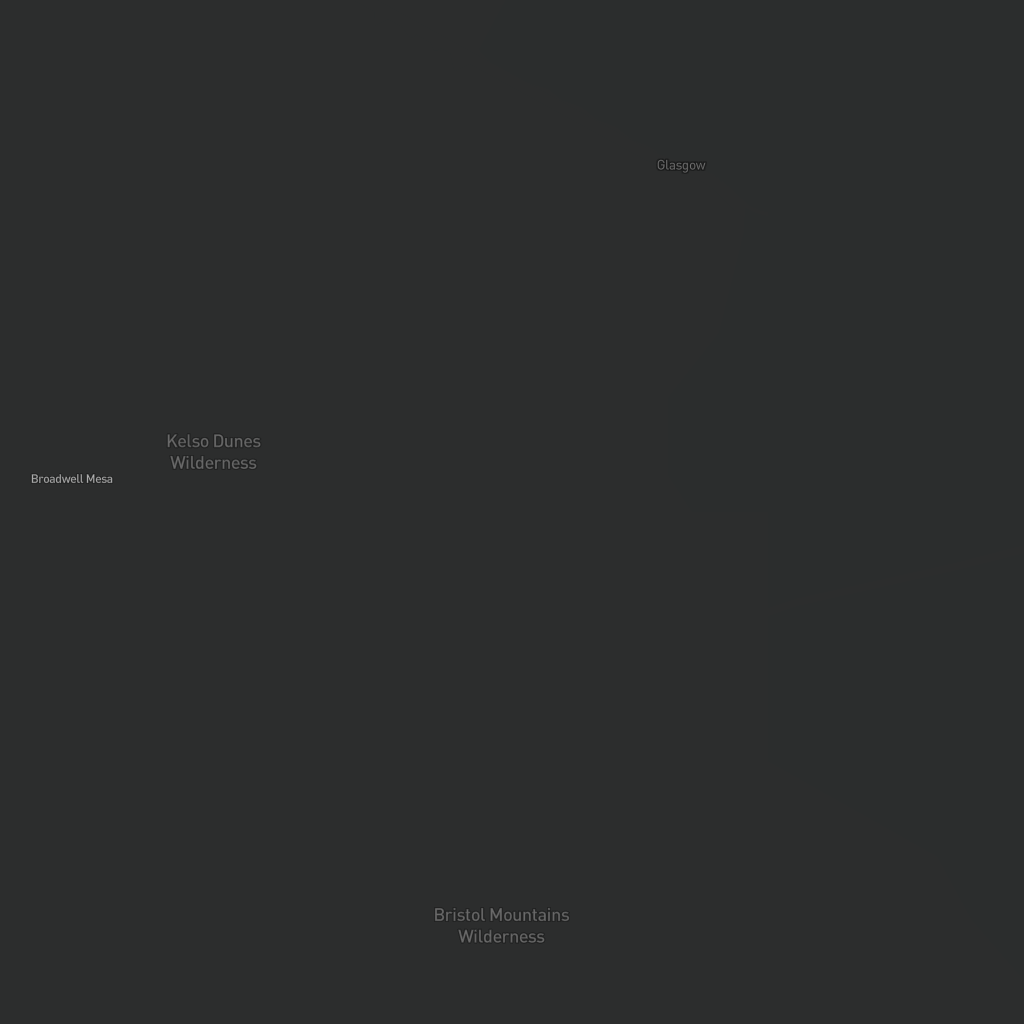 Glasgow
Kelso Dunes
Wilderness
Broadwell Mesa
Bristol Mountains
Wilderness